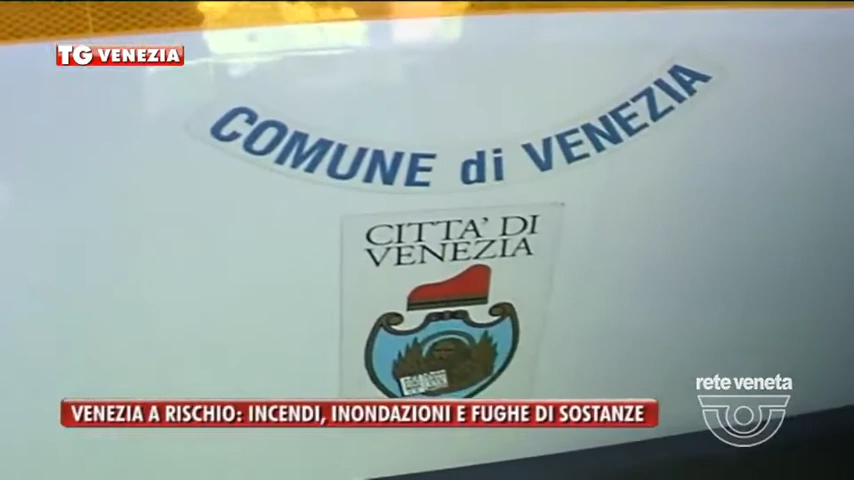 TG VENEZIA
COMUNE di VENEZIA
CITTA' DI
VENEZIA
VENEZIA A RISCHIO: INCENDI, INONDAZIONI E FUGHE DI SOSTANZE
rete veneta